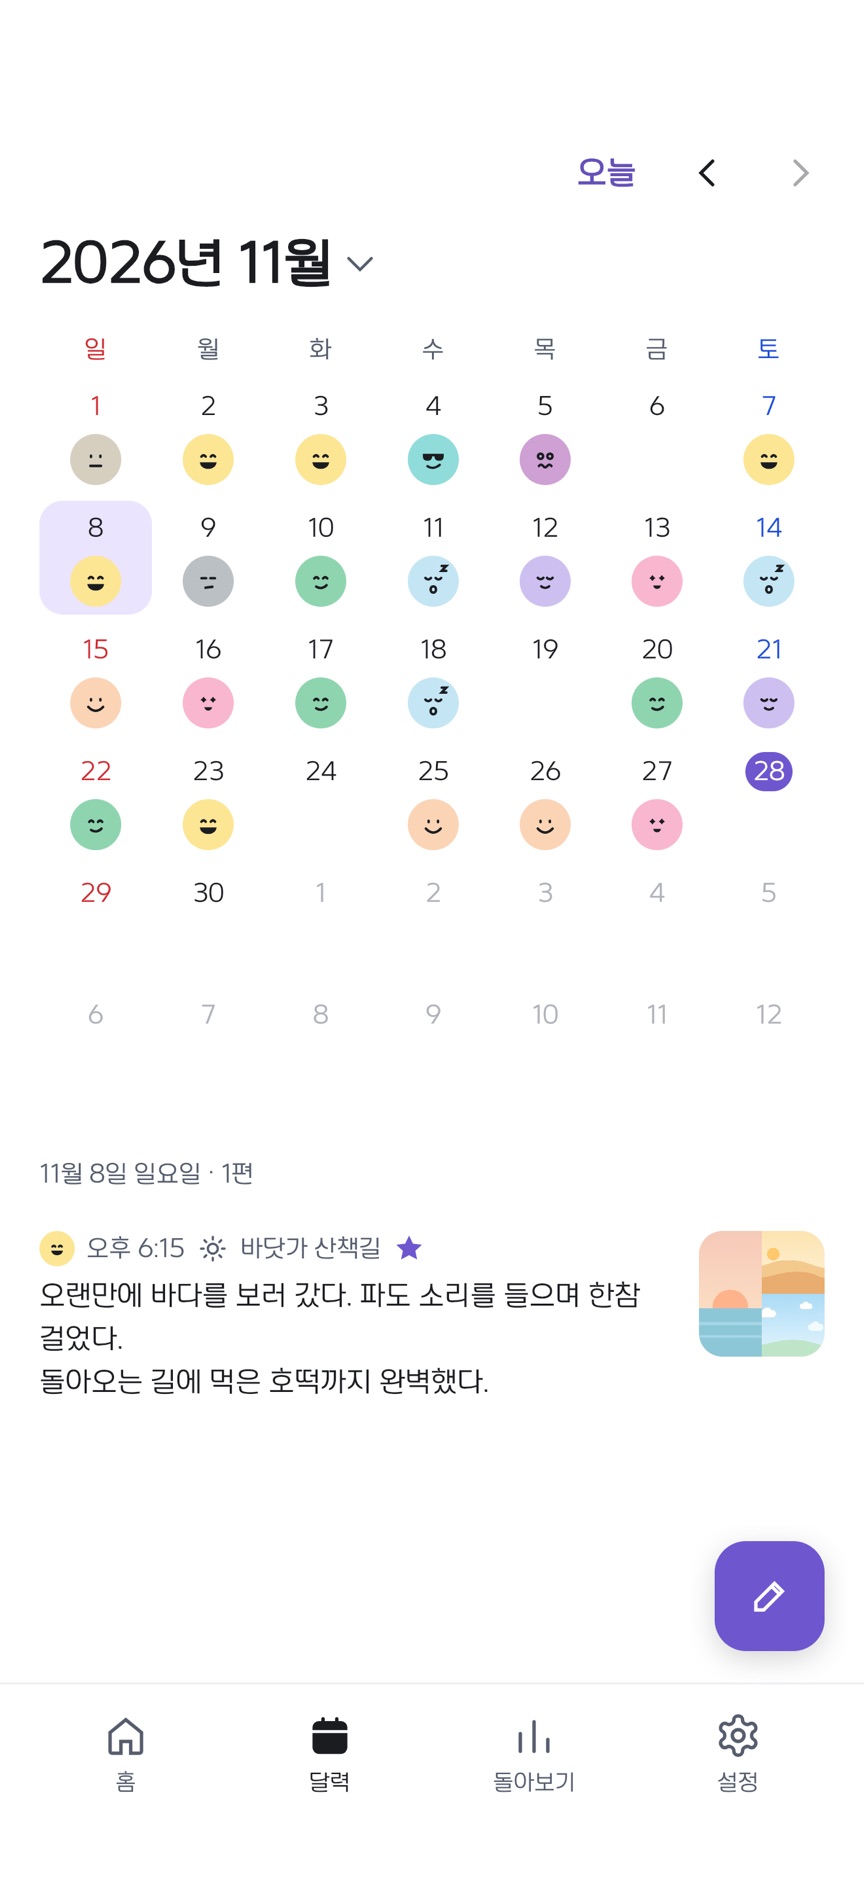 오늘
2026년 11월
일 월 화 수 목 금 토
1 2 3 4 5 6 7
8 9 10 11 12 13 14
15 16 17 18 19 20 21
22 23 24 25 26 27 28
29 30 1 2 3 4 5
6 7 8 9 10 11 12
11월 8일 일요일 · 1편
오후 6:15 바닷가 산책길
오랜만에 바다를 보러 갔다. 파도 소리를 들으며 한참
걸었다.
돌아오는 길에 먹은 호떡까지 완벽했다.
홈 달력 돌아보기 설정